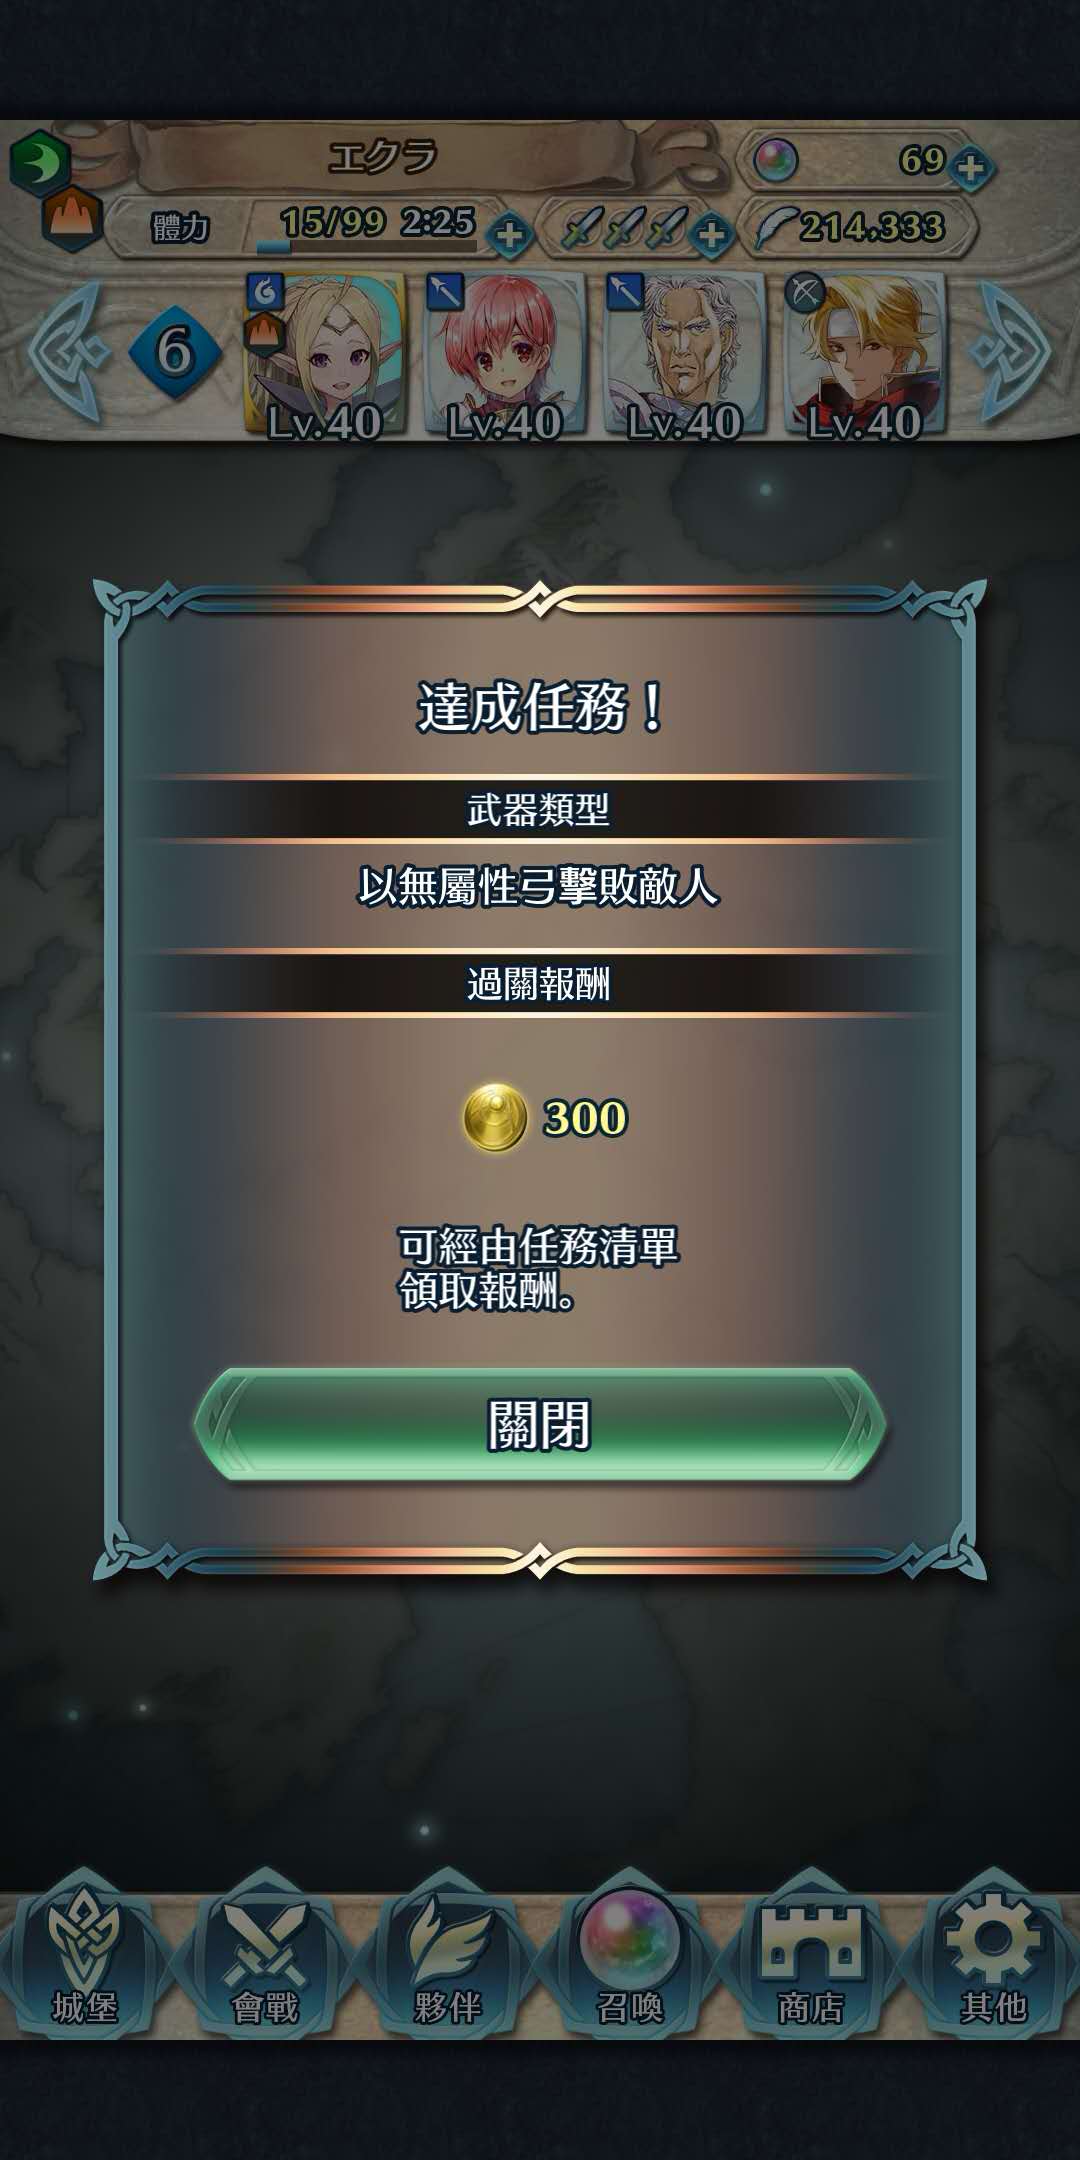 エクラ
69
體力
15/99 2:25
214,333
6
Lv.40
Lv.40
Lv.40
Lv.40
達成任務！
武器類型
以無屬性弓擊敗敵人
過關報酬
300
可經由任務清單
領取報酬。
關閉
城堡
會戰
夥伴
召喚
商店
其他